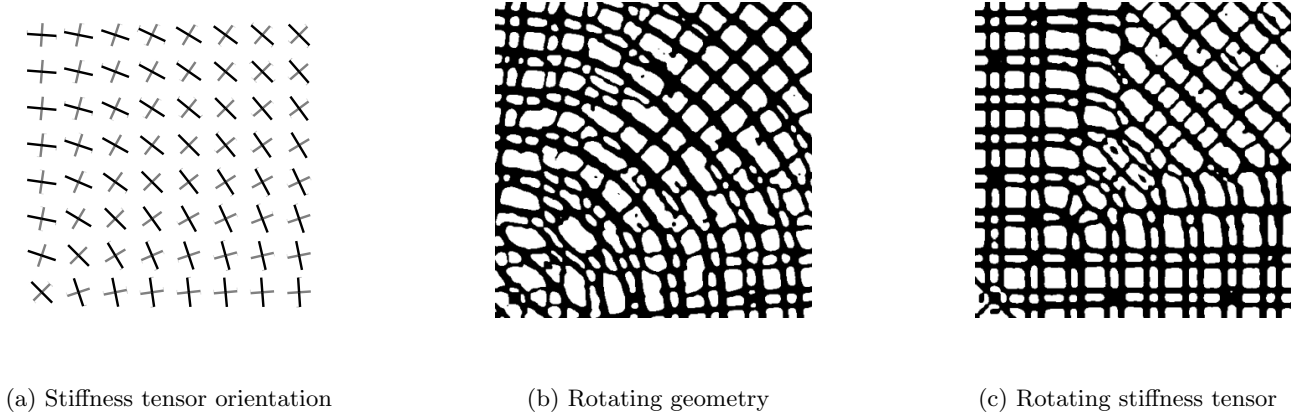 (a) Stiffness tensor orientation
(b) Rotating geometry
(c) Rotating stiffness tensor